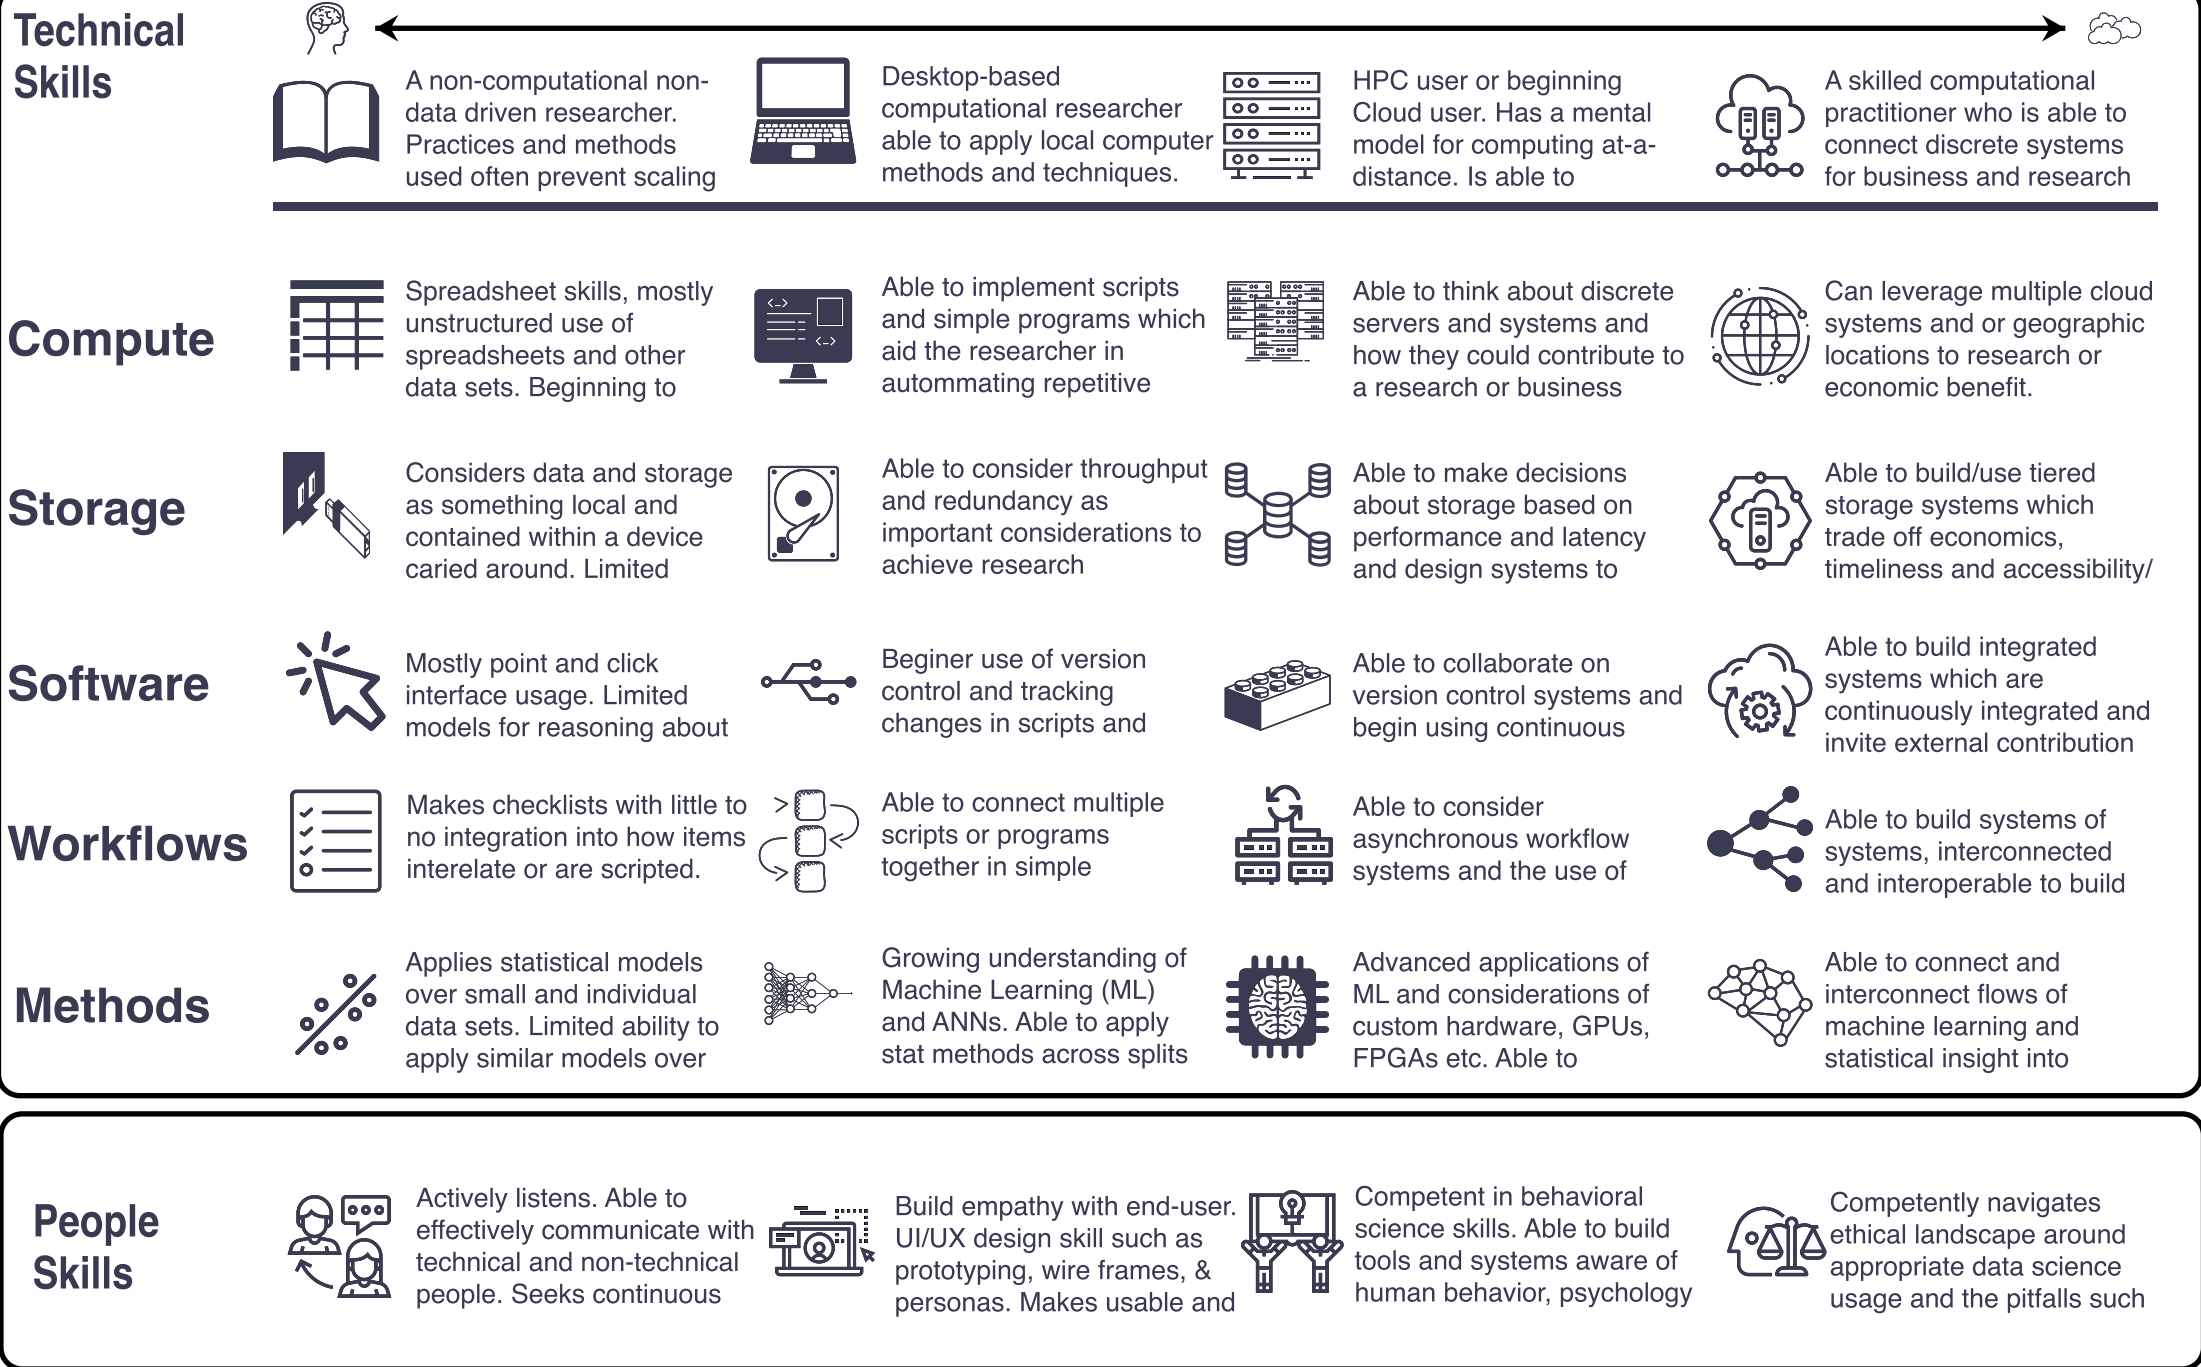 Technical
Skills
A non-computational non-
data driven researcher.
Practices and methods
used often prevent scaling
Desktop-based
computational researcher
able to apply local computer
methods and techniques.
HPC user or beginning
Cloud user. Has a mental
model for computing at-a-
distance. Is able to
A skilled computational
practitioner who is able to
connect discrete systems
for business and research
Compute
Spreadsheet skills, mostly
unstructured use of
spreadsheets and other
data sets. Beginning to
Able to implement scripts
and simple programs which
aid the researcher in
autommating repetitive
Able to think about discrete
servers and systems and
how they could contribute to
a research or business
Can leverage multiple cloud
systems and or geographic
locations to research or
economic benefit.
Storage
Considers data and storage
as something local and
contained within a device
caried around. Limited
Able to consider throughput
and redundancy as
important considerations to
achieve research
Able to make decisions
about storage based on
performance and latency
and design systems to
Able to build/use tiered
storage systems which
trade off economics,
timeliness and accessibility/
Software
Mostly point and click
interface usage. Limited
models for reasoning about
Beginer use of version
control and tracking
changes in scripts and
Able to collaborate on
version control systems and
begin using continuous
Able to build integrated
systems which are
continuously integrated and
invite external contribution
Workflows
Makes checklists with little to
no integration into how items
interelate or are scripted.
Able to connect multiple
scripts or programs
together in simple
Able to consider
asynchronous workflow
systems and the use of
Able to build systems of
systems, interconnected
and interoperable to build
Methods
Applies statistical models
over small and individual
data sets. Limited ability to
apply similar models over
Growing understanding of
Machine Learning (ML)
and ANNs. Able to apply
stat methods across splits
Advanced applications of
ML and considerations of
custom hardware, GPUs,
FPGAs etc. Able to
Able to connect and
interconnect flows of
machine learning and
statistical insight into
People
Skills
Actively listens. Able to
effectively communicate with
technical and non-technical
people. Seeks continuous
Build empathy with end-user.
UI/UX design skill such as
prototyping, wire frames, &
personas. Makes usable and
Competent in behavioral
science skills. Able to build
tools and systems aware of
human behavior, psychology
Competently navigates
ethical landscape around
appropriate data science
usage and the pitfalls such